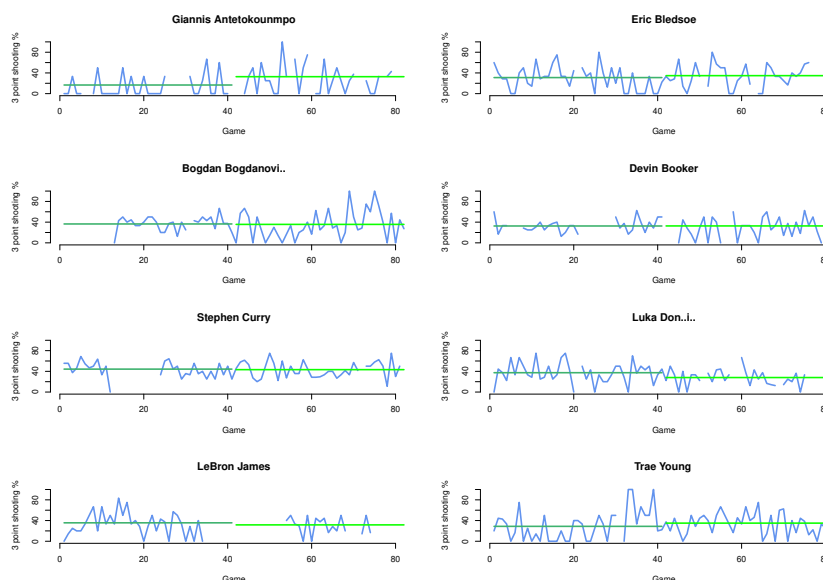 Giannis Antetokounmpo
3 point shooting %
0 40 80
0 20 40 60 80
Game
Eric Bledsoe
3 point shooting %
0 40 80
0 20 40 60 80
Game
Bogdan Bogdanovi..
3 point shooting %
0 40 80
0 20 40 60 80
Game
Devin Booker
3 point shooting %
0 40 80
0 20 40 60 80
Game
Stephen Curry
3 point shooting %
0 40 80
0 20 40 60 80
Game
Luka Don..i..
3 point shooting %
0 40 80
0 20 40 60 80
Game
LeBron James
3 point shooting %
0 40 80
0 20 40 60 80
Game
Trae Young
3 point shooting %
0 40 80
0 20 40 60 80
Game